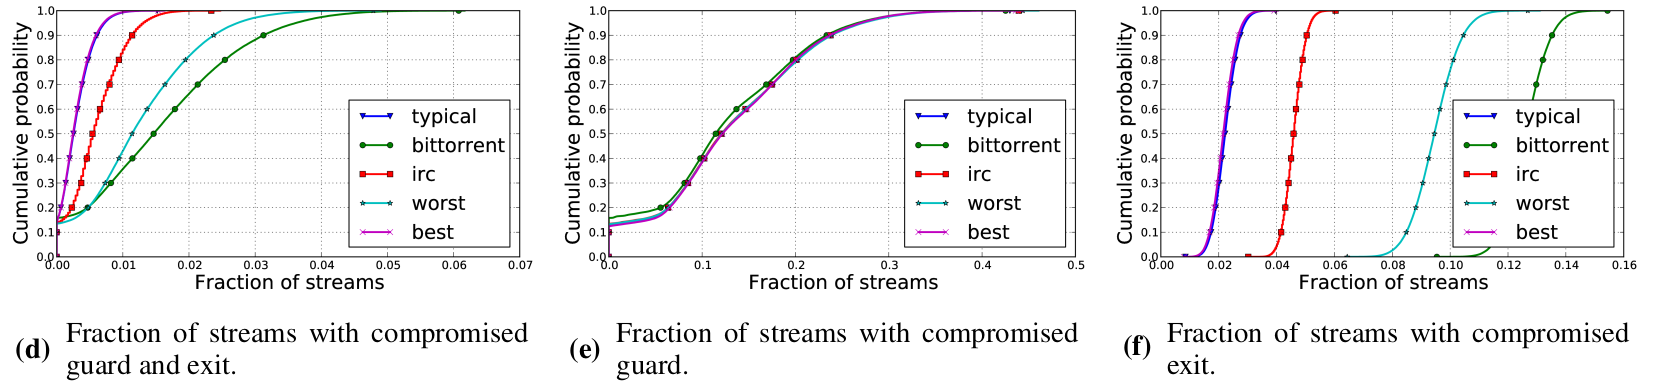 1.0
0.9
0.8
0.7
0.6
0.5
0.4
0.3
0.2
0.1
0.0
Cumulative probability
0.00 0.01 0.02 0.03 0.04 0.05 0.06 0.07
Fraction of streams
typical
bittorrent
irc
worst
best
(d) Fraction of streams with compromised
guard and exit.
1.0
0.9
0.8
0.7
0.6
0.5
0.4
0.3
0.2
0.1
0.0
Cumulative probability
0.0 0.1 0.2 0.3 0.4 0.5
Fraction of streams
typical
bittorrent
irc
worst
best
(e) Fraction of streams with compromised
guard.
1.0
0.9
0.8
0.7
0.6
0.5
0.4
0.3
0.2
0.1
0.0
Cumulative probability
0.00 0.02 0.04 0.06 0.08 0.10 0.12 0.14 0.16
Fraction of streams
typical
bittorrent
irc
worst
best
(f) Fraction of streams with compromised
exit.